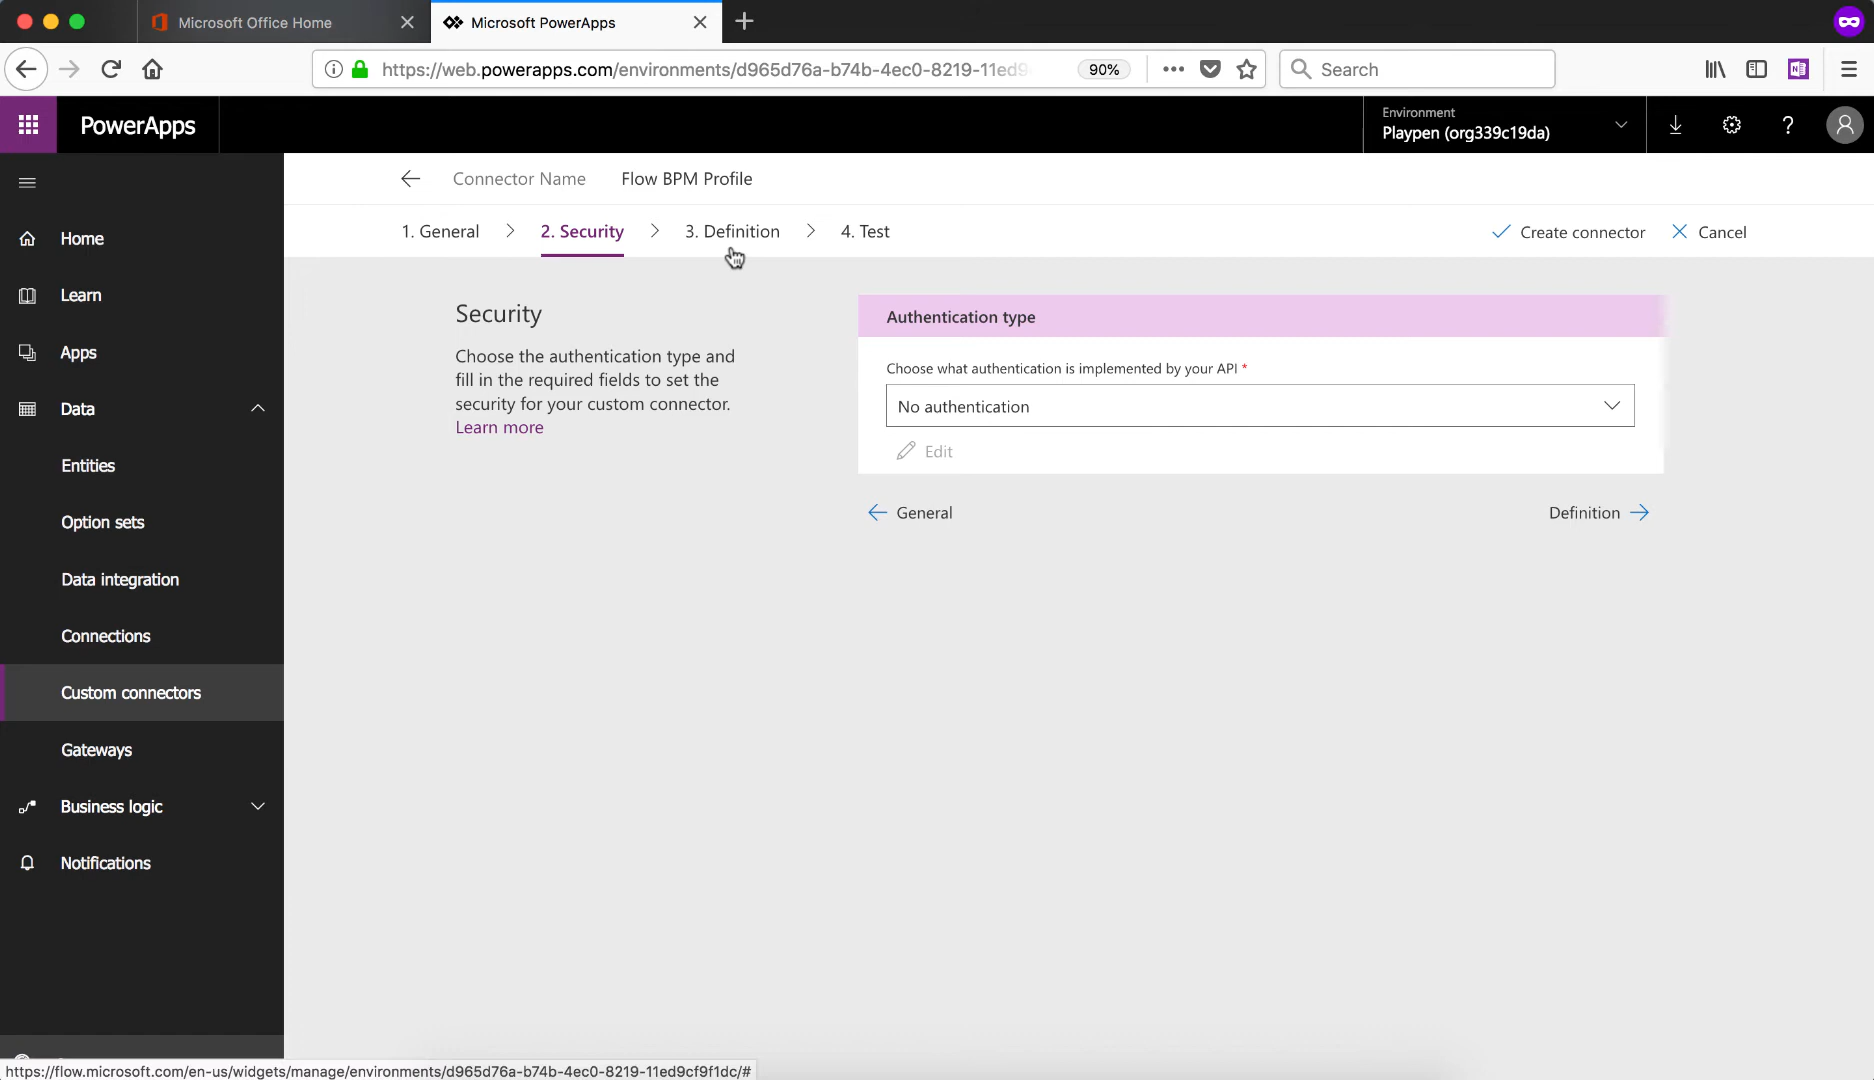 Microsoft Office Home
Microsoft PowerApps
https://web.powerapps.com/environments/d965d76a-b74b-4ec0-8219-11ed9
90%
Search
PowerApps
Environment
Playpen (org339c19da)
Connector Name
Flow BPM Profile
1. General
2. Security
3. Definition
4. Test
Create connector
Cancel
Home
Learn
Apps
Data
Entities
Option sets
Data integration
Connections
Custom connectors
Gateways
Business logic
Notifications
Security
Choose the authentication type and
fill in the required fields to set the
security for your custom connector.
Learn more
Authentication type
Choose what authentication is implemented by your API *
No authentication
Edit
General
Definition
https://flow.microsoft.com/en-us/widgets/manage/environments/d965d76a-b74b-4ec0-8219-11ed9cf9f1dc/#